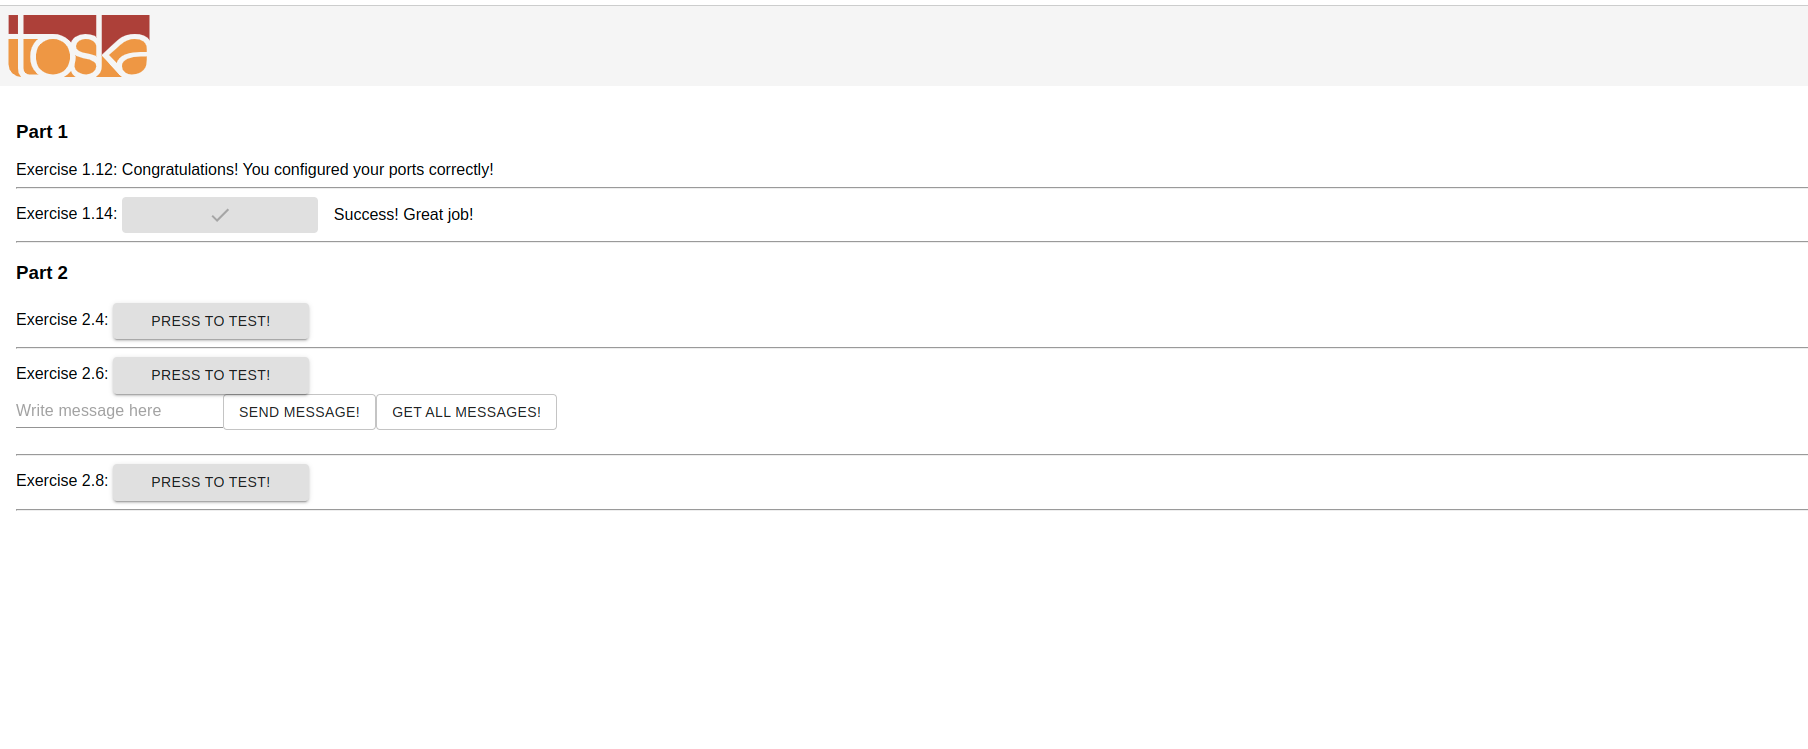 toska
Part 1
Exercise 1.12: Congratulations! You configured your ports correctly!
Exercise 1.14: Success! Great job!
Part 2
Exercise 2.4: PRESS TO TEST!
Exercise 2.6: PRESS TO TEST!
Write message here SEND MESSAGE! GET ALL MESSAGES!
Exercise 2.8: PRESS TO TEST!